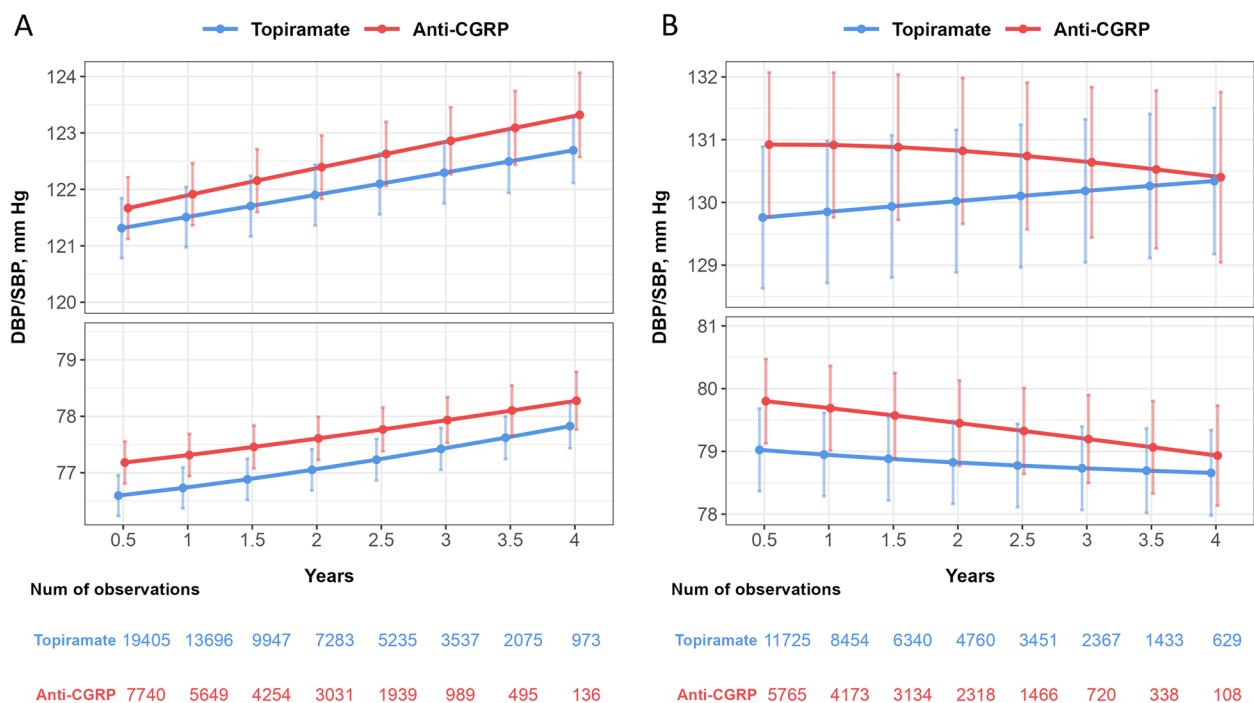 A
Topiramate Anti-CGRP
124
123
122
121
120
79
78
77
DBP/SBP, mm Hg
0.5 1 1.5 2 2.5 3 3.5 4
Years
Num of observations
Topiramate 19405 13696 9947 7283 5235 3537 2075 973
Anti-CGRP 7740 5649 4254 3031 1939 989 495 136
B
Topiramate Anti-CGRP
132
131
130
129
81
80
79
78
DBP/SBP, mm Hg
0.5 1 1.5 2 2.5 3 3.5 4
Years
Num of observations
Topiramate 11725 8454 6340 4760 3451 2367 1433 629
Anti-CGRP 5765 4173 3134 2318 1466 720 338 108